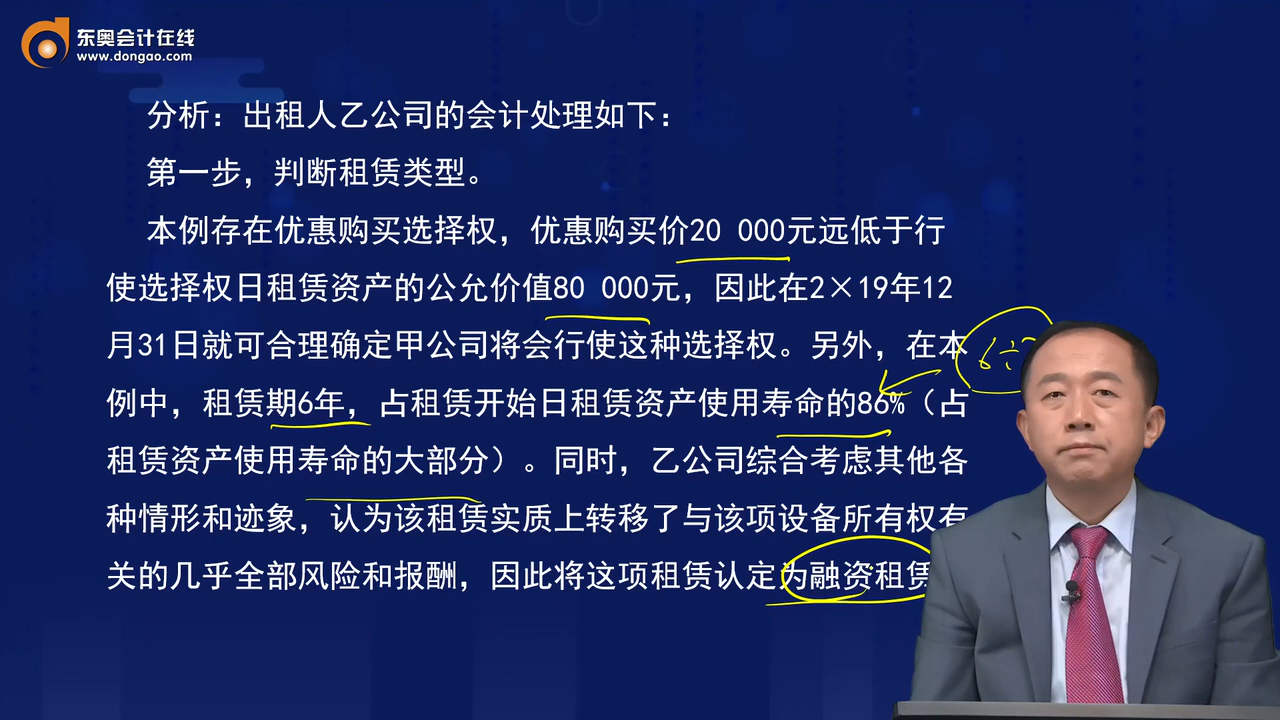 东奥会计在线
www.dongao.com
分析：出租人乙公司的会计处理如下：
第一步，判断租赁类型。
本例存在优惠购买选择权，优惠购买价20 000元远低于行
使选择权日租赁资产的公允价值80 000元，因此在2×19年12
月31日就可合理确定甲公司将会行使这种选择权。另外，在本
例中，租赁期6年，占租赁开始日租赁资产使用寿命的86%（占
租赁资产使用寿命的大部分）。同时，乙公司综合考虑其他各
种情形和迹象，认为该租赁实质上转移了与该项设备所有权有
关的几乎全部风险和报酬，因此将这项租赁认定为融资租赁